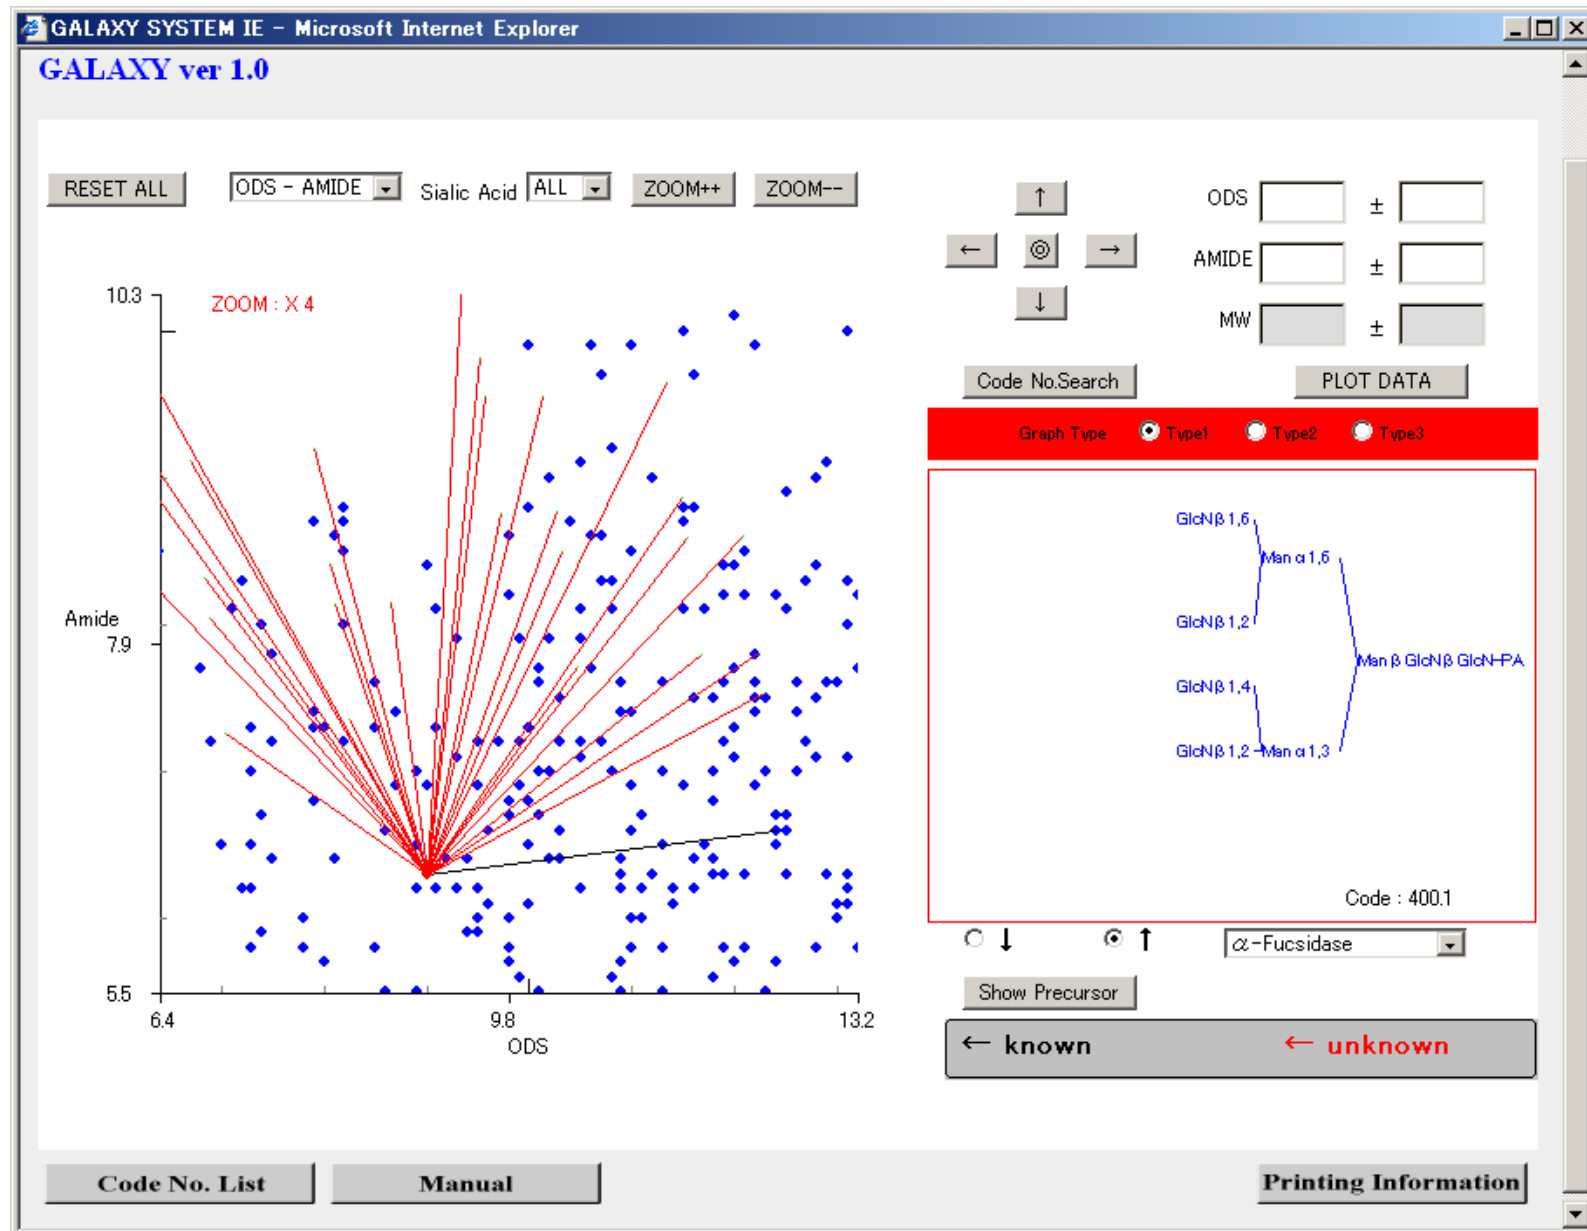 GALAXY SYSTEM IE - Microsoft Internet Explorer
GALAXY ver 1.0
RESET ALL
ODS - AMIDE
Sialic Acid
ALL
ZOOM++
ZOOM--
↑
← ◎ →
↓
ODS ±
AMIDE ±
MW ±
Code No.Search
PLOT DATA
Graph Type Type1 Type2 Type3
10.3
ZOOM : X 4
Amide
7.9
5.5
6.4
9.8
13.2
ODS
GlcNβ1,6
Manα1,6
GlcNβ1,2
ManβGlcNβGlcN-PA
GlcNβ1,4
GlcNβ1,2
Manα1,3
Code : 400.1
↓ ↑
α-Fucsidase
Show Precursor
← known
← unknown
Code No. List
Manual
Printing Information